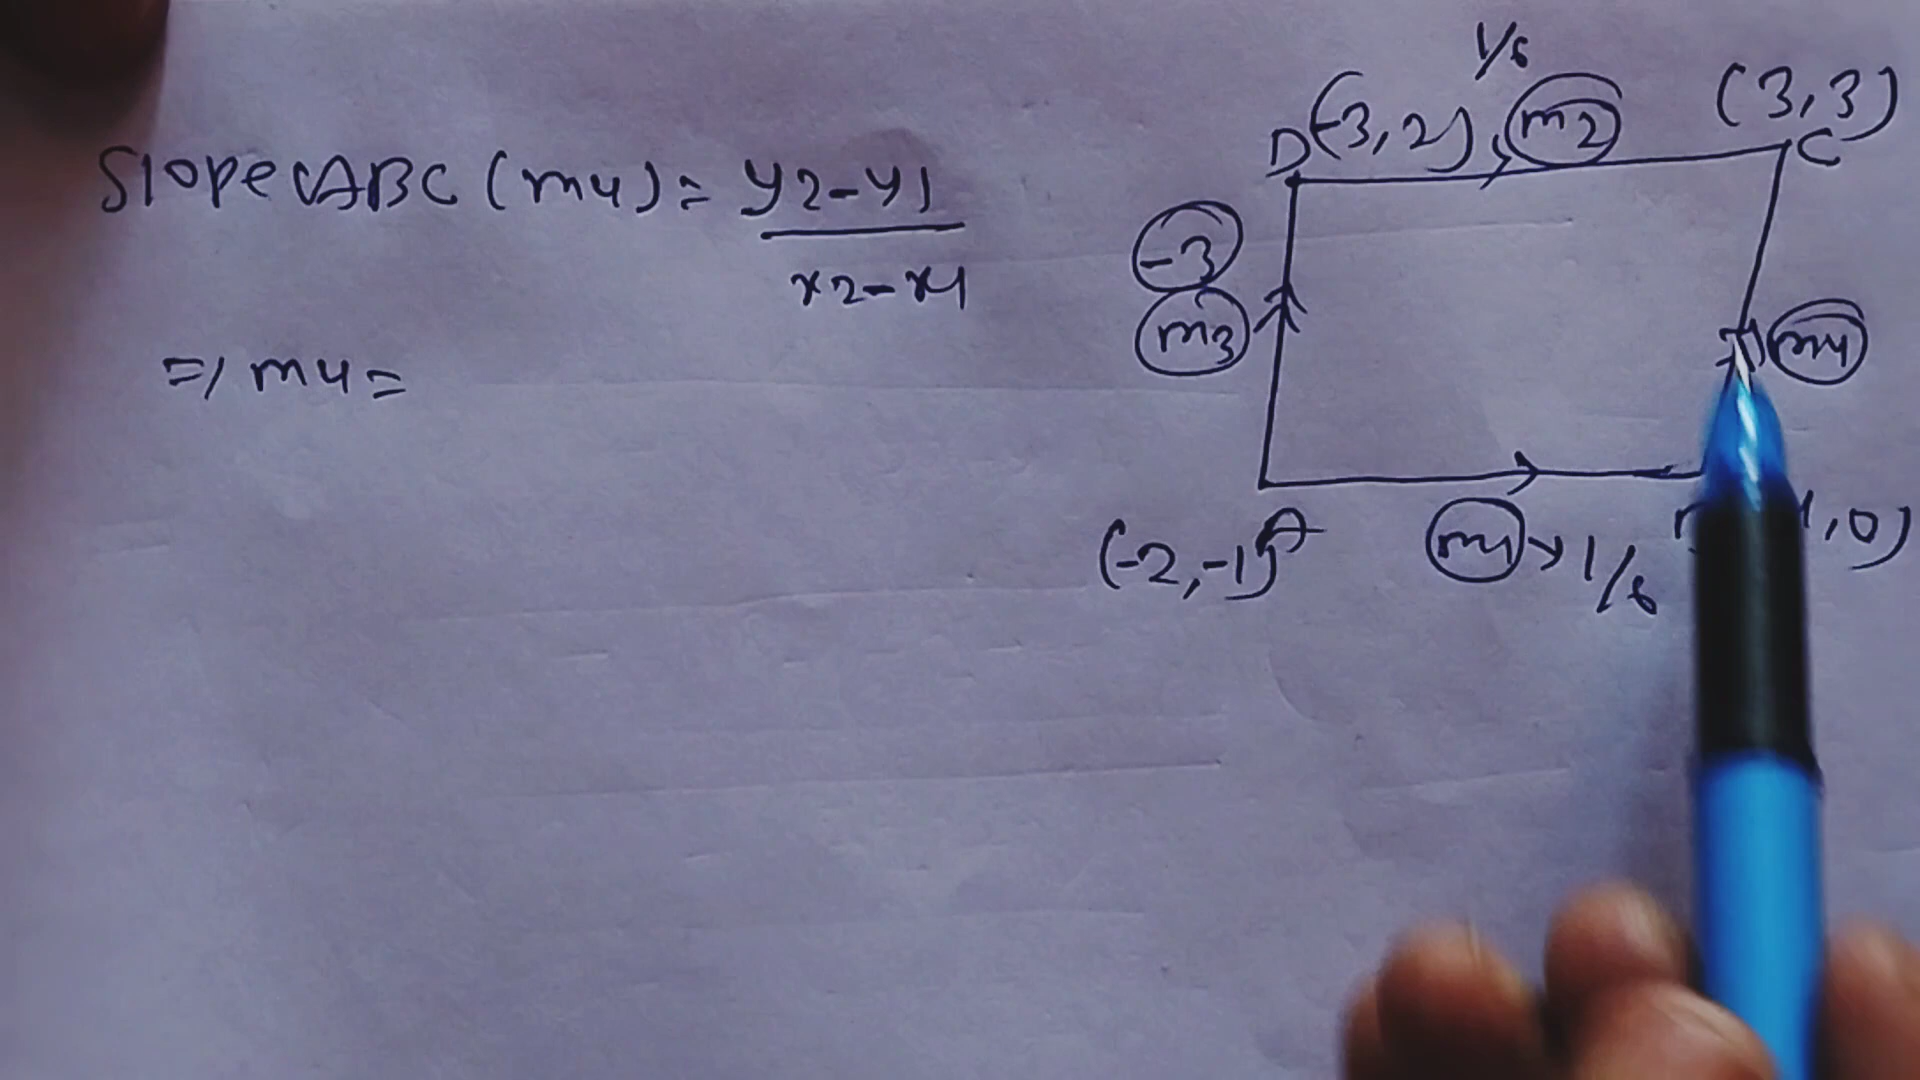 Slope ABC (m4) = y2-y1
x2-x1
=> m4 =
1/6
D (-3,2) m2 (3,3) C
-3
m3
m4
(-2,-1) A m1 → 1/6 ,0)